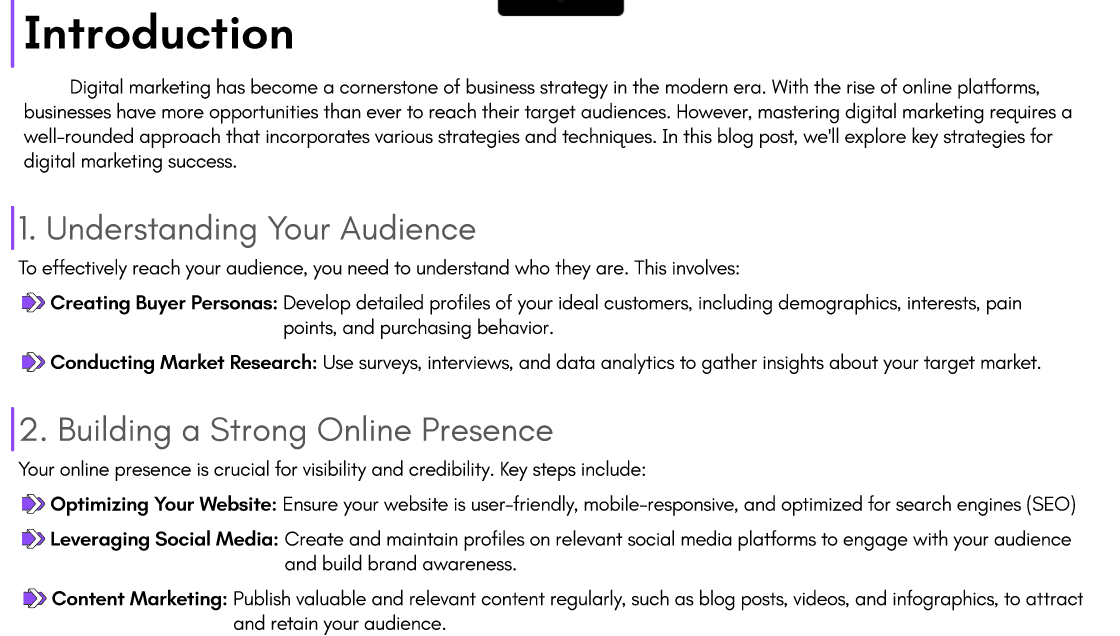 Introduction
Digital marketing has become a cornerstone of business strategy in the modern era. With the rise of online platforms,
businesses have more opportunities than ever to reach their target audiences. However, mastering digital marketing requires a
well-rounded approach that incorporates various strategies and techniques. In this blog post, we'll explore key strategies for
digital marketing success.
1. Understanding Your Audience
To effectively reach your audience, you need to understand who they are. This involves:
Creating Buyer Personas: Develop detailed profiles of your ideal customers, including demographics, interests, pain
points, and purchasing behavior.
Conducting Market Research: Use surveys, interviews, and data analytics to gather insights about your target market.
2. Building a Strong Online Presence
Your online presence is crucial for visibility and credibility. Key steps include:
Optimizing Your Website: Ensure your website is user-friendly, mobile-responsive, and optimized for search engines (SEO)
Leveraging Social Media: Create and maintain profiles on relevant social media platforms to engage with your audience
and build brand awareness.
Content Marketing: Publish valuable and relevant content regularly, such as blog posts, videos, and infographics, to attract
and retain your audience.